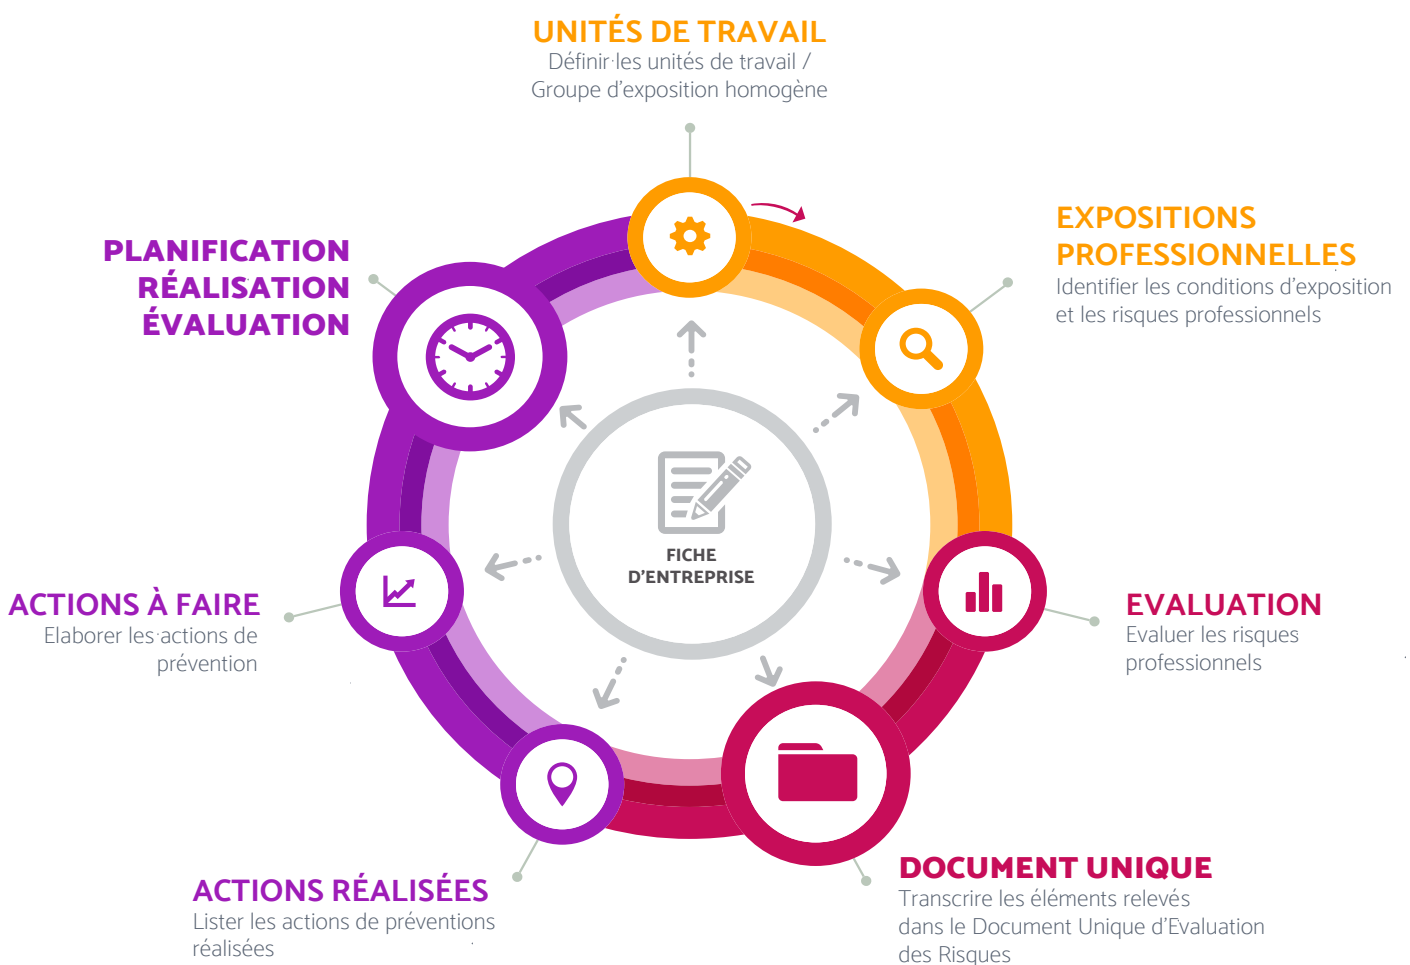 UNITÉS DE TRAVAIL
Définir les unités de travail /
Groupe d'exposition homogène
EXPOSITIONS
PROFESSIONNELLES
Identifier les conditions d'exposition
et les risques professionnels
EVALUATION
Evaluer les risques
professionnels
DOCUMENT UNIQUE
Transcrire les éléments relevés
dans le Document Unique d'Evaluation
des Risques
ACTIONS RÉALISÉES
Lister les actions de préventions
réalisées
ACTIONS À FAIRE
Elaborer les actions de
prévention
PLANIFICATION
RÉALISATION
ÉVALUATION
FICHE
D'ENTREPRISE